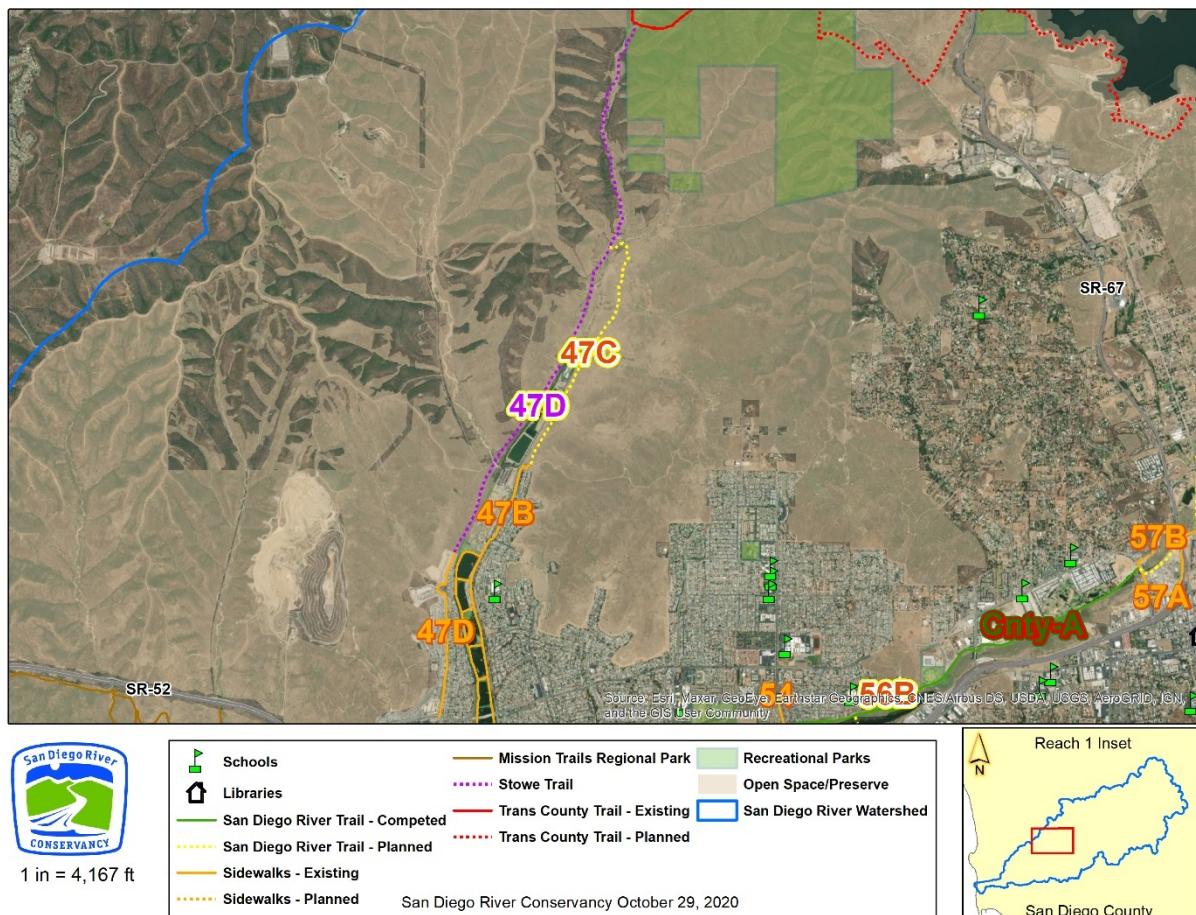 SR-67
47C
47D
47B
47D
57B
57A
Cnty-A
SR-52
54
56B
Source: Esri, Maxar, GeoEye, Earthstar Geographics, CNES/Airbus DS, USDA, USGS, AeroGRID, IGN,
and the GIS User Community
San Diego River
CONSERVANCY
1 in = 4,167 ft
Schools
Libraries
San Diego River Trail - Competed
San Diego River Trail - Planned
Sidewalks - Existing
Sidewalks - Planned
Mission Trails Regional Park
Stowe Trail
Trans County Trail - Existing
Trans County Trail - Planned
Recreational Parks
Open Space/Preserve
San Diego River Watershed
San Diego River Conservancy October 29, 2020
Reach 1 Inset
N
San Diego County